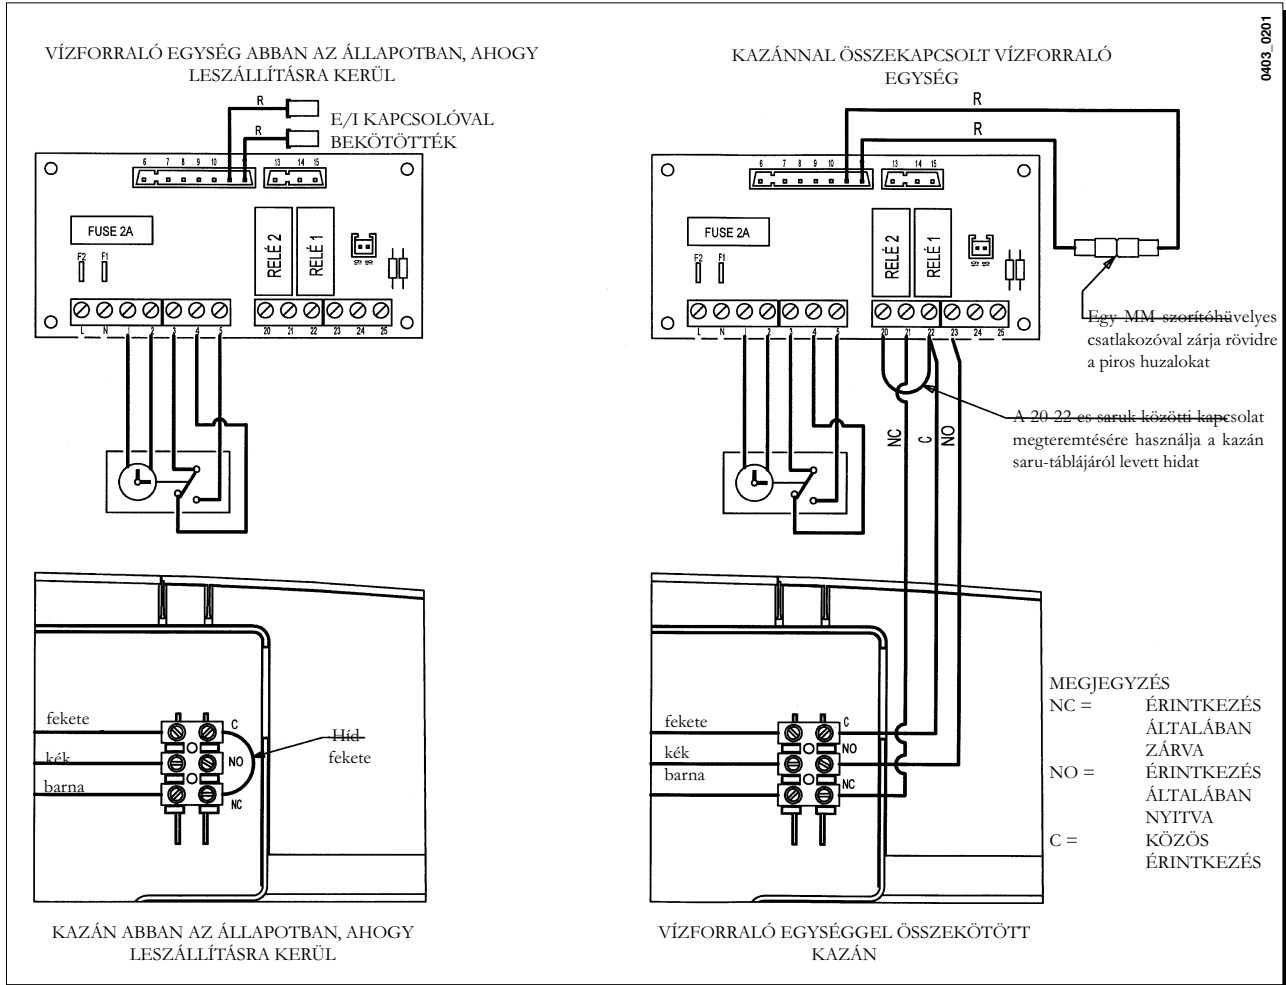 0403_0201
VÍZFORRALÓ EGYSÉG ABBAN AZ ÁLLAPOTBAN, AHOGY
LESZÁLLÍTÁSRA KERÜL
R
R
E/I KAPCSOLÓVAL
BEKÖTÖTTÉK
6 7 8 9 10 13 14 15
FUSE 2A
RELÉ 2
RELÉ 1
F2 F1
L N 1 2 3 4 5 20 21 22 23 24 25
KAZÁNNAL ÖSSZEKAPCSOLT VÍZFORRALÓ
EGYSÉG
R
R
6 7 8 9 10 13 14 15
FUSE 2A
RELÉ 2
RELÉ 1
F2 F1
L N 1 2 3 4 5 20 21 22 23 24 25
Egy MM szorítóhüvelyes
csatlakozóval zárja rövidre
a piros huzalokat
A 20-22-es saruk közötti kapcsolat
megteremtésére használja a kazán
saru-táblájáról levett hidat
NC
C
NO
fekete
kék
barna
C
NO
NC
Híd
fekete
KAZÁN ABBAN AZ ÁLLAPOTBAN, AHOGY
LESZÁLLÍTÁSRA KERÜL
fekete
kék
barna
C
NO
NC
VÍZFORRALÓ EGYSÉGGEL ÖSSZEKÖTÖTT
KAZÁN
MEGJEGYZÉS
NC = ÉRINTKEZÉS
ÁLTALÁBAN
ZÁRVA
NO = ÉRINTKEZÉS
ÁLTALÁBAN
NYITVA
C = KÖZÖS
ÉRINTKEZÉS